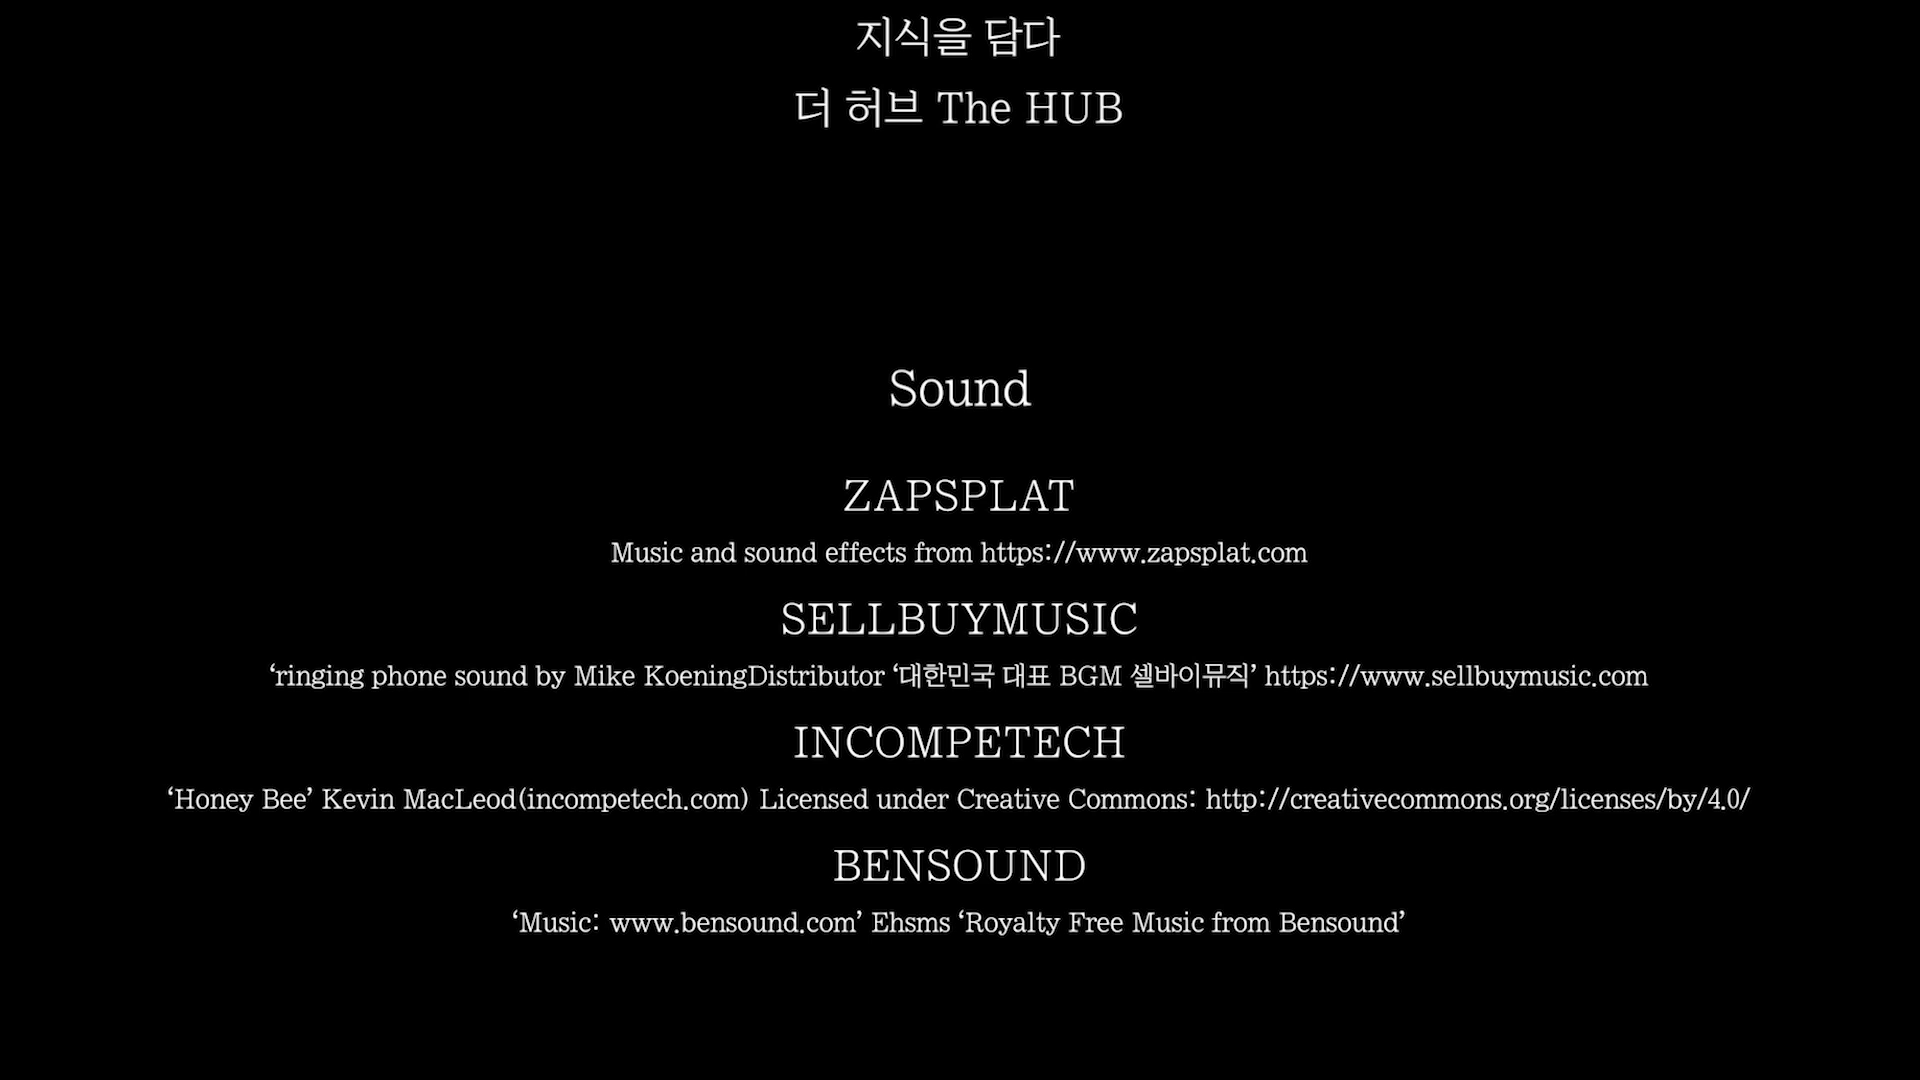 지식을 담다
더 허브 The HUB
Sound
ZAPSPLAT
Music and sound effects from https://www.zapsplat.com
SELLBUYMUSIC
‘ringing phone sound by Mike KoeningDistributor ‘대한민국 대표 BGM 셀바이뮤직’ https://www.sellbuymusic.com
INCOMPETECH
‘Honey Bee’ Kevin MacLeod(incompetech.com) Licensed under Creative Commons: http://creativecommons.org/licenses/by/4.0/
BENSOUND
‘Music: www.bensound.com’ Ehsms ‘Royalty Free Music from Bensound’